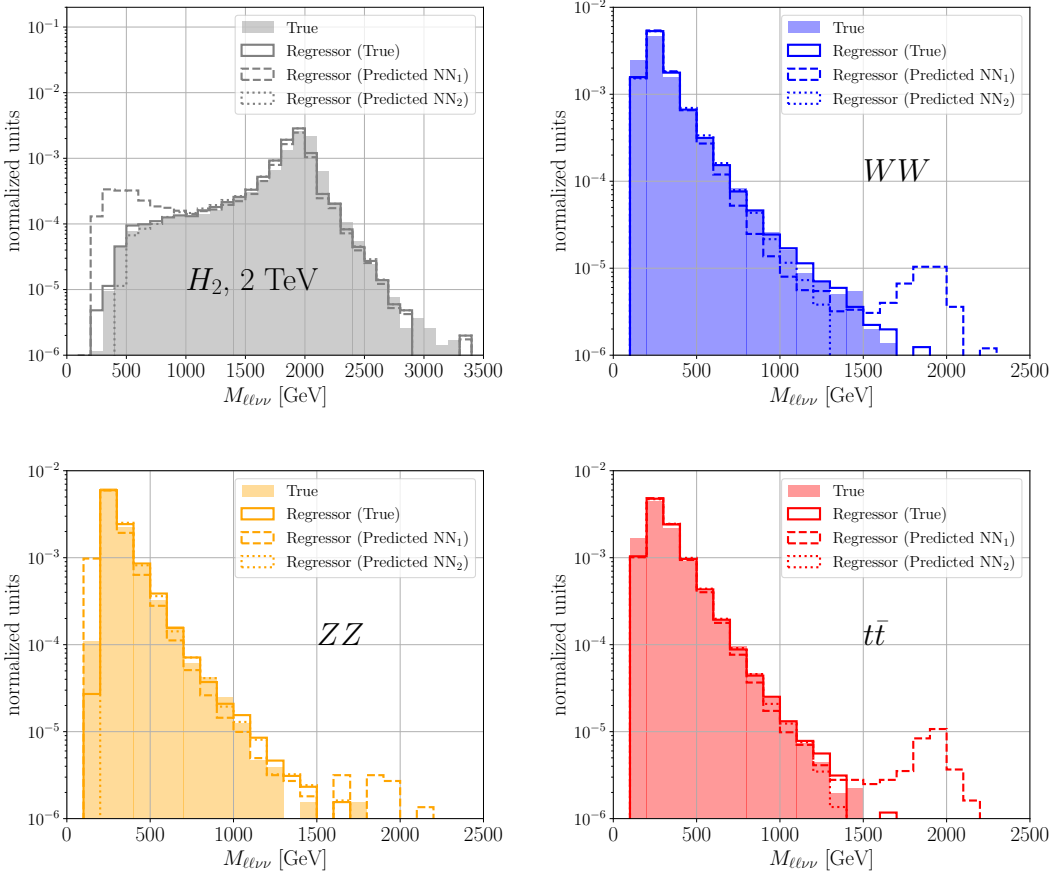 normalized units
10⁻¹
10⁻²
10⁻³
10⁻⁴
10⁻⁵
10⁻⁶
True
Regressor (True)
Regressor (Predicted NN₁)
Regressor (Predicted NN₂)
H₂, 2 TeV
0 500 1000 1500 2000 2500 3000 3500
M_ℓℓνν [GeV]
normalized units
10⁻²
10⁻³
10⁻⁴
10⁻⁵
10⁻⁶
True
Regressor (True)
Regressor (Predicted NN₁)
Regressor (Predicted NN₂)
WW
0 500 1000 1500 2000 2500
M_ℓℓνν [GeV]
normalized units
10⁻²
10⁻³
10⁻⁴
10⁻⁵
10⁻⁶
True
Regressor (True)
Regressor (Predicted NN₁)
Regressor (Predicted NN₂)
ZZ
0 500 1000 1500 2000 2500
M_ℓℓνν [GeV]
normalized units
10⁻²
10⁻³
10⁻⁴
10⁻⁵
10⁻⁶
True
Regressor (True)
Regressor (Predicted NN₁)
Regressor (Predicted NN₂)
tt̄
0 500 1000 1500 2000 2500
M_ℓℓνν [GeV]